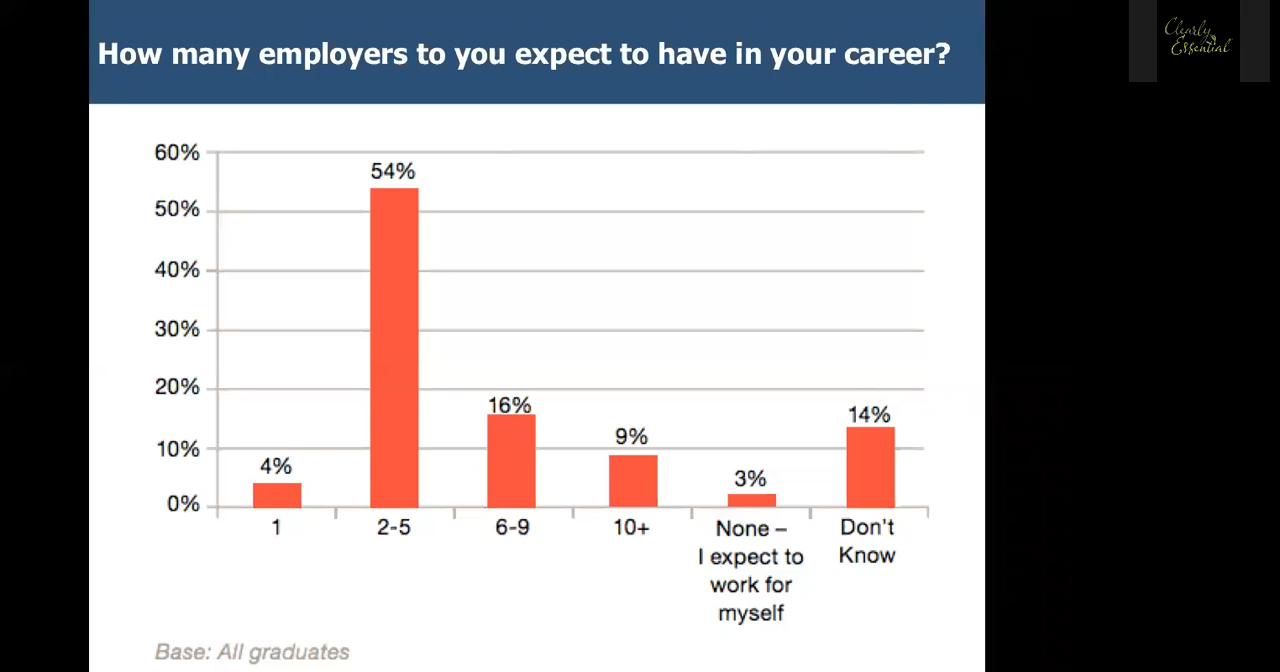 How many employers to you expect to have in your career?
Clearly
Essential
60%
50%
40%
30%
20%
10%
0%
4%
54%
16%
9%
3%
14%
1
2-5
6-9
10+
None –
I expect to
work for
myself
Don't
Know
Base: All graduates